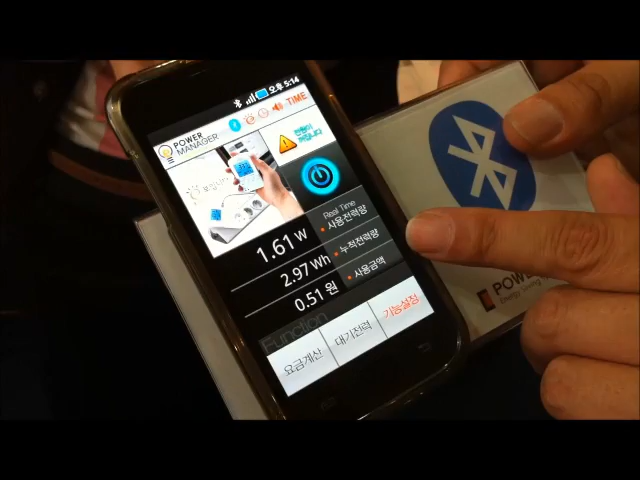 오후 5:14
TIME
POWER
MANAGER
Real Time
1.61 W
사용전력량
2.97 Wh
누적전력량
0.51 원
사용금액
Function
요금계산
대기전력
기능설정
POW